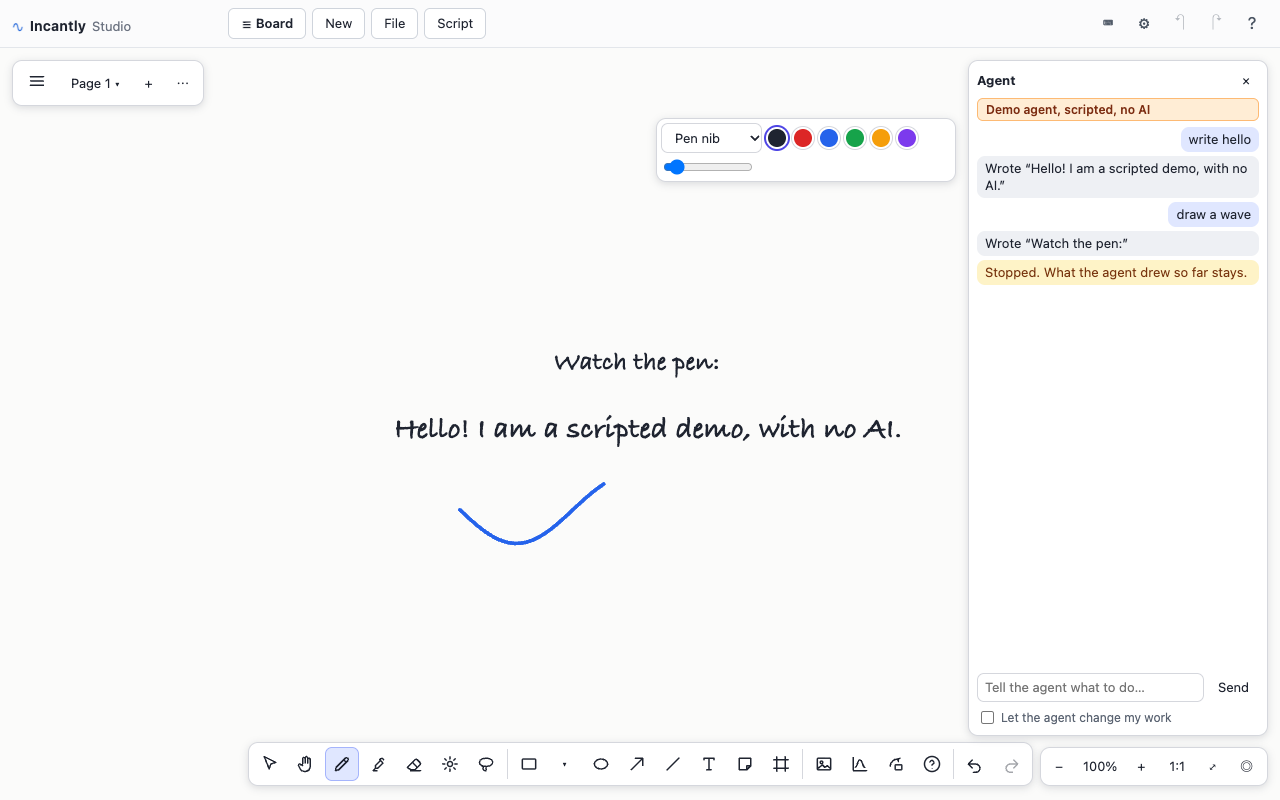 Incantly Studio
≡ Board New File Script
?
Page 1
Pen nib
Agent
Demo agent, scripted, no AI
write hello
Wrote “Hello! I am a scripted demo, with no
AI.”
draw a wave
Wrote “Watch the pen:”
Stopped. What the agent drew so far stays.
Watch the pen:
Hello! I am a scripted demo, with no AI.
Tell the agent what to do...
Send
Let the agent change my work
− 100% + 1:1